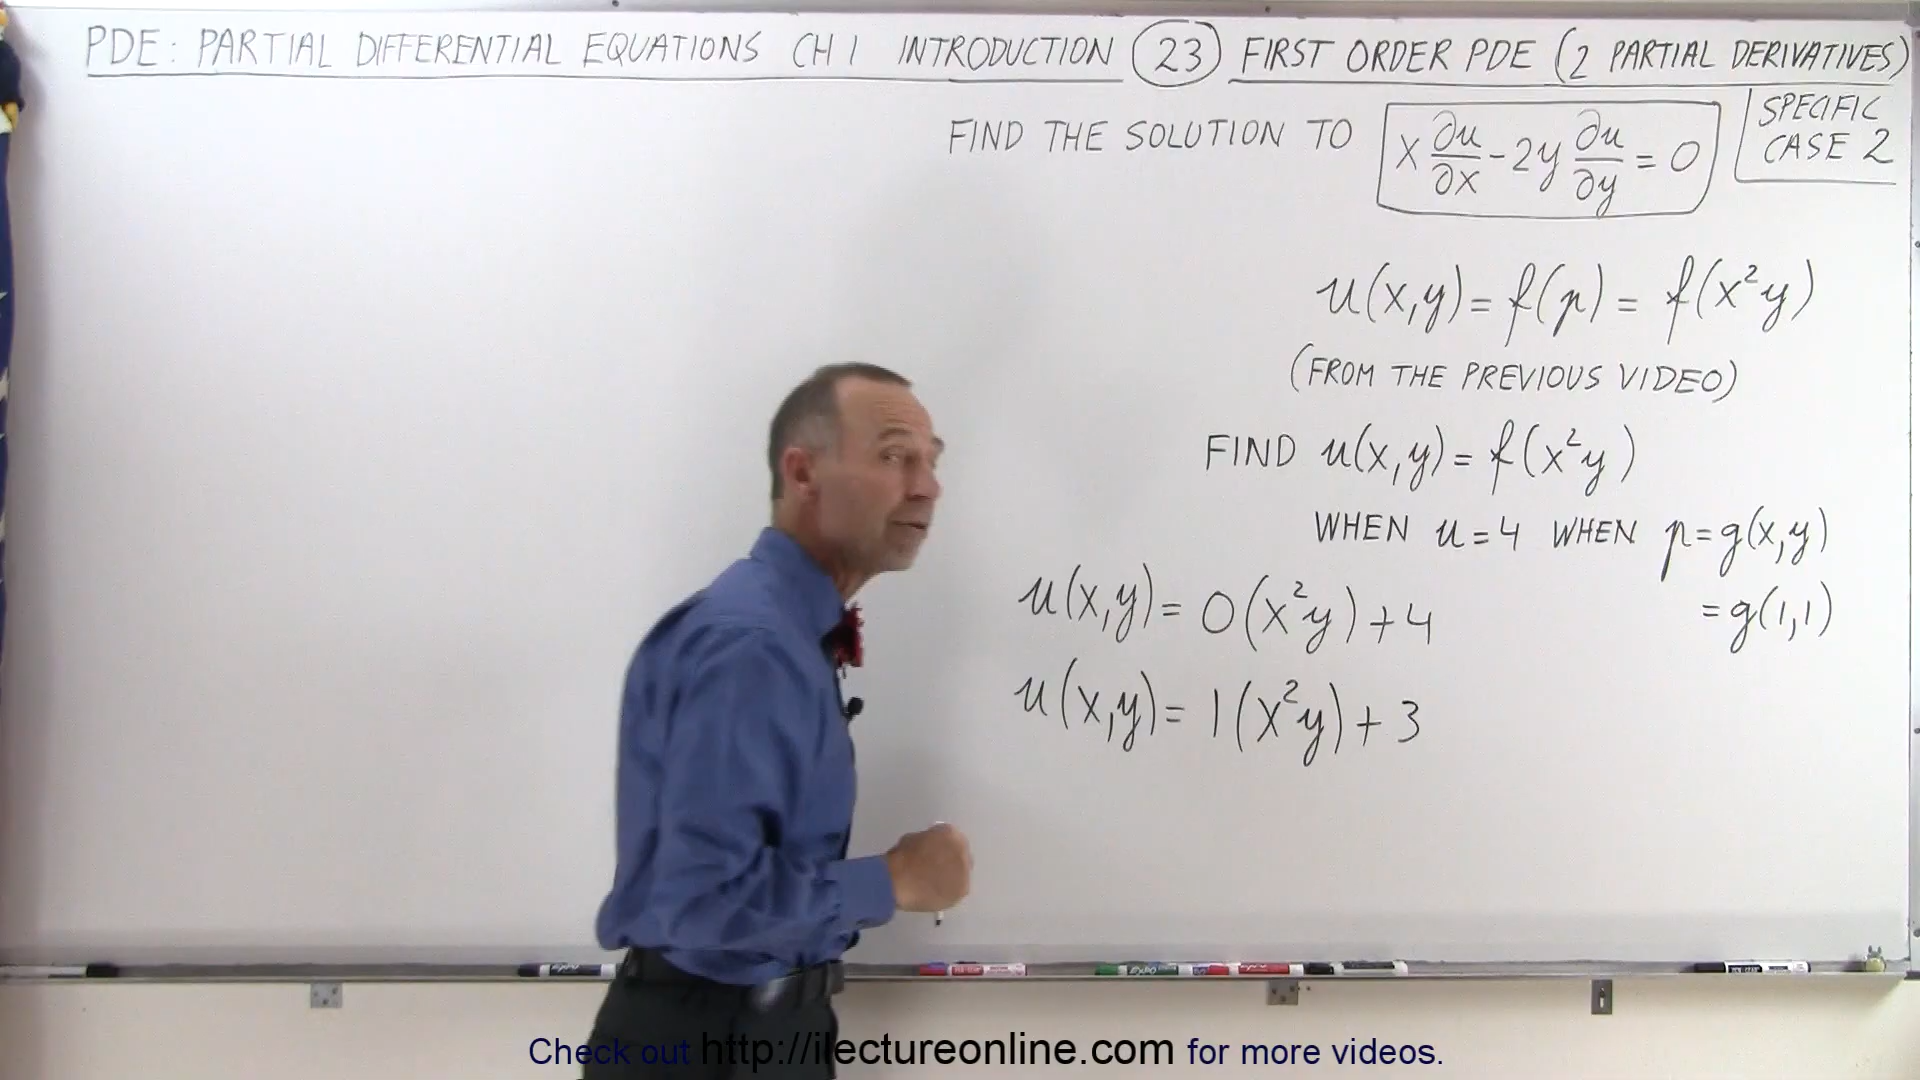 PDE: PARTIAL DIFFERENTIAL EQUATIONS CH 1 INTRODUCTION (23) FIRST ORDER PDE (2 PARTIAL DERIVATIVES)
FIND THE SOLUTION TO x ∂u/∂x - 2y ∂u/∂y = 0
SPECIFIC
CASE 2
u(x,y) = f(p) = f(x²y)
(FROM THE PREVIOUS VIDEO)
FIND u(x,y) = f(x²y)
WHEN u = 4 WHEN p = g(x,y)
= g(1,1)
u(x,y) = 0(x²y) + 4
u(x,y) = 1(x²y) + 3
Check out http://ilectureonline.com for more videos.